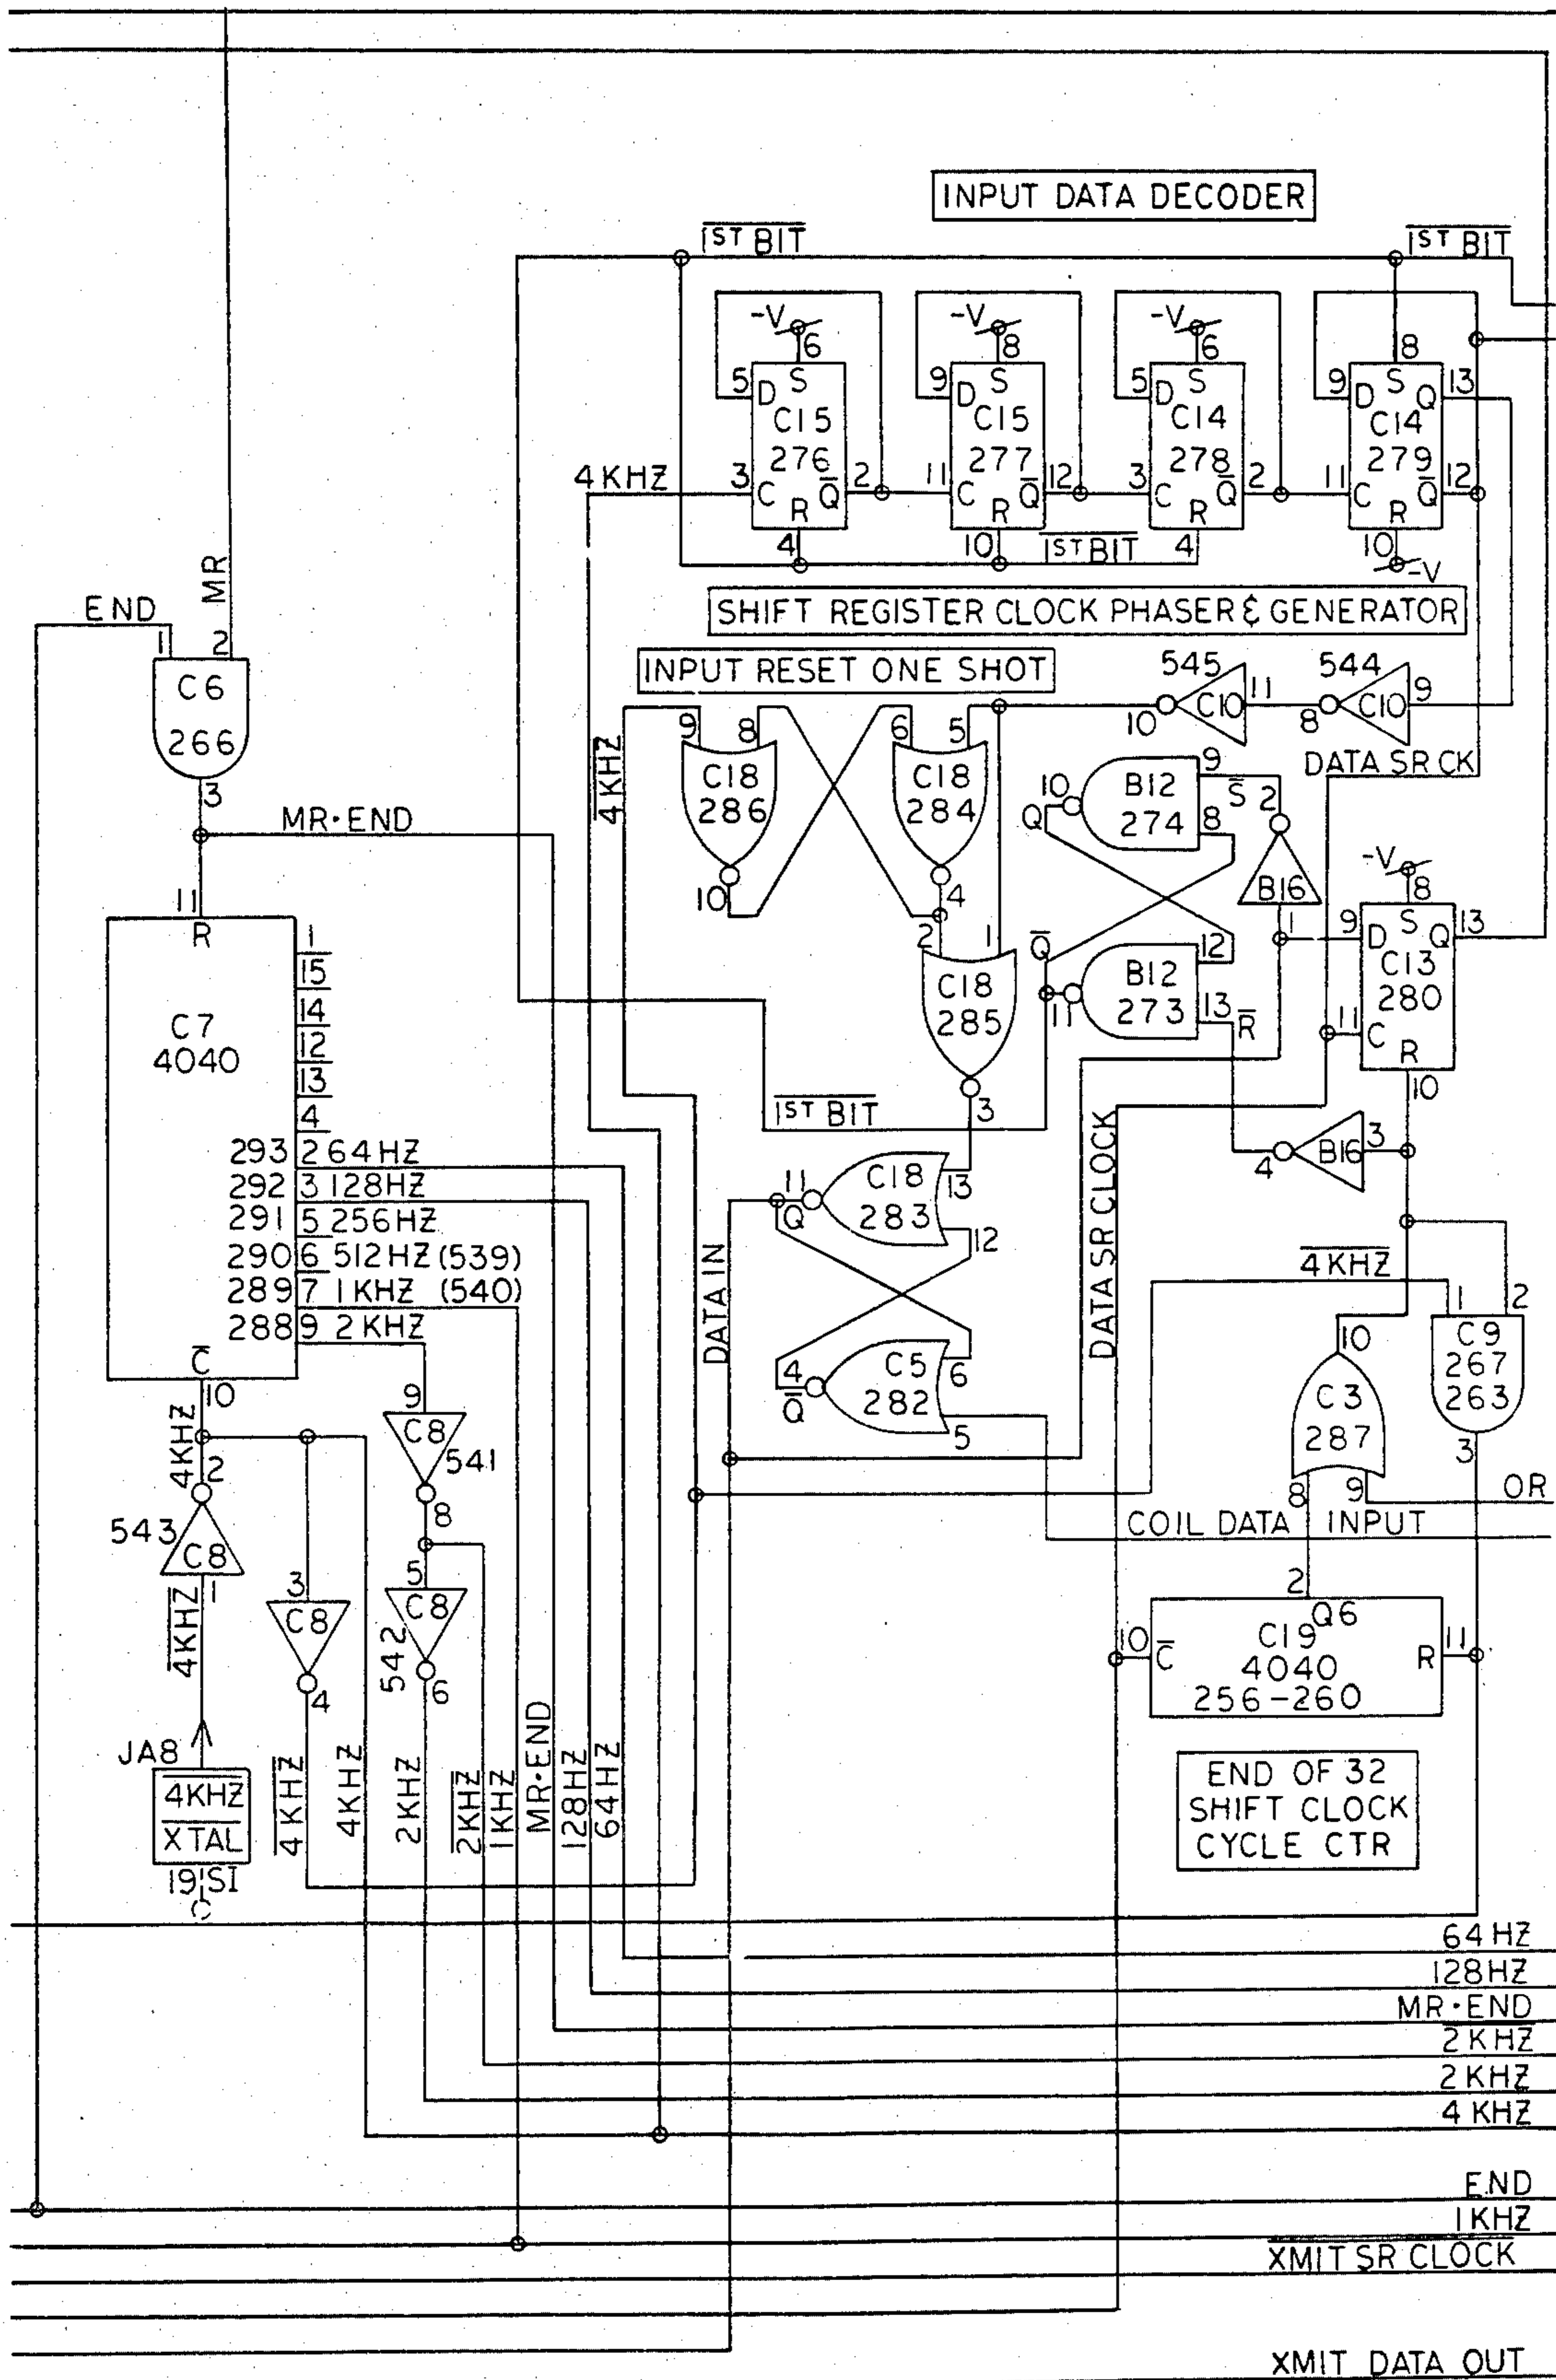 INPUT DATA DECODER
1ST BIT
1ST BIT
-V
-V
-V
6
8
6
8
5
D
S
9
D
S
5
D
S
9
D
S
Q
13
C15
276
C15
277
C14
278
C14
279
4KHZ
3
C
R
Q
2
11
C
R
Q
12
3
C
R
Q
2
11
C
R
Q
12
4
10
1ST BIT
4
10
-V
MR
END
1
2
SHIFT REGISTER CLOCK PHASER & GENERATOR
C6
266
3
INPUT RESET ONE SHOT
545
11
C10
10
544
9
C10
8
4KHZ
9
8
6
5
C18
286
C18
284
10
4
DATA SR CK
10
B12
274
9
S
2
Q
8
B16
1
-V
8
MR·END
11
R
2
1
Q
12
9
D
S
Q
13
C18
285
B12
273
11
13
R
C13
280
11
C
R
10
3
C7
4040
1
15
14
12
13
4
293 2 64HZ
292 3 128HZ
291 5 256HZ
290 6 512HZ (539)
289 7 1KHZ (540)
288 9 2KHZ
C
10
1ST BIT
B16
3
4
DATA SR CLOCK
11
Q
C18
283
13
12
DATA IN
4KHZ
1
2
C9
267
263
3
4
Q
C5
282
6
5
10
C3
287
8
9
OR
COIL DATA INPUT
4KHZ
2
543
C8
1
9
C8
541
8
3
C8
4
5
C8
542
6
4KHZ
JA8
4KHZ
XTAL
19 SI
4KHZ
4KHZ
2KHZ
2KHZ
1KHZ
MR·END
128HZ
64HZ
2
Q6
10
C
C19
4040
256-260
R
11
END OF 32
SHIFT CLOCK
CYCLE CTR
64HZ
128HZ
MR·END
2KHZ
2KHZ
4KHZ
END
1KHZ
XMIT SR CLOCK
XMIT DATA OUT